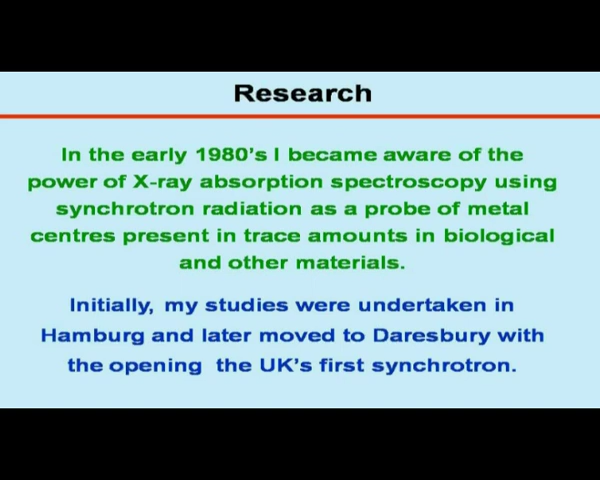 Research
In the early 1980's I became aware of the
power of X-ray absorption spectroscopy using
synchrotron radiation as a probe of metal
centres present in trace amounts in biological
and other materials.
Initially, my studies were undertaken in
Hamburg and later moved to Daresbury with
the opening  the UK's first synchrotron.